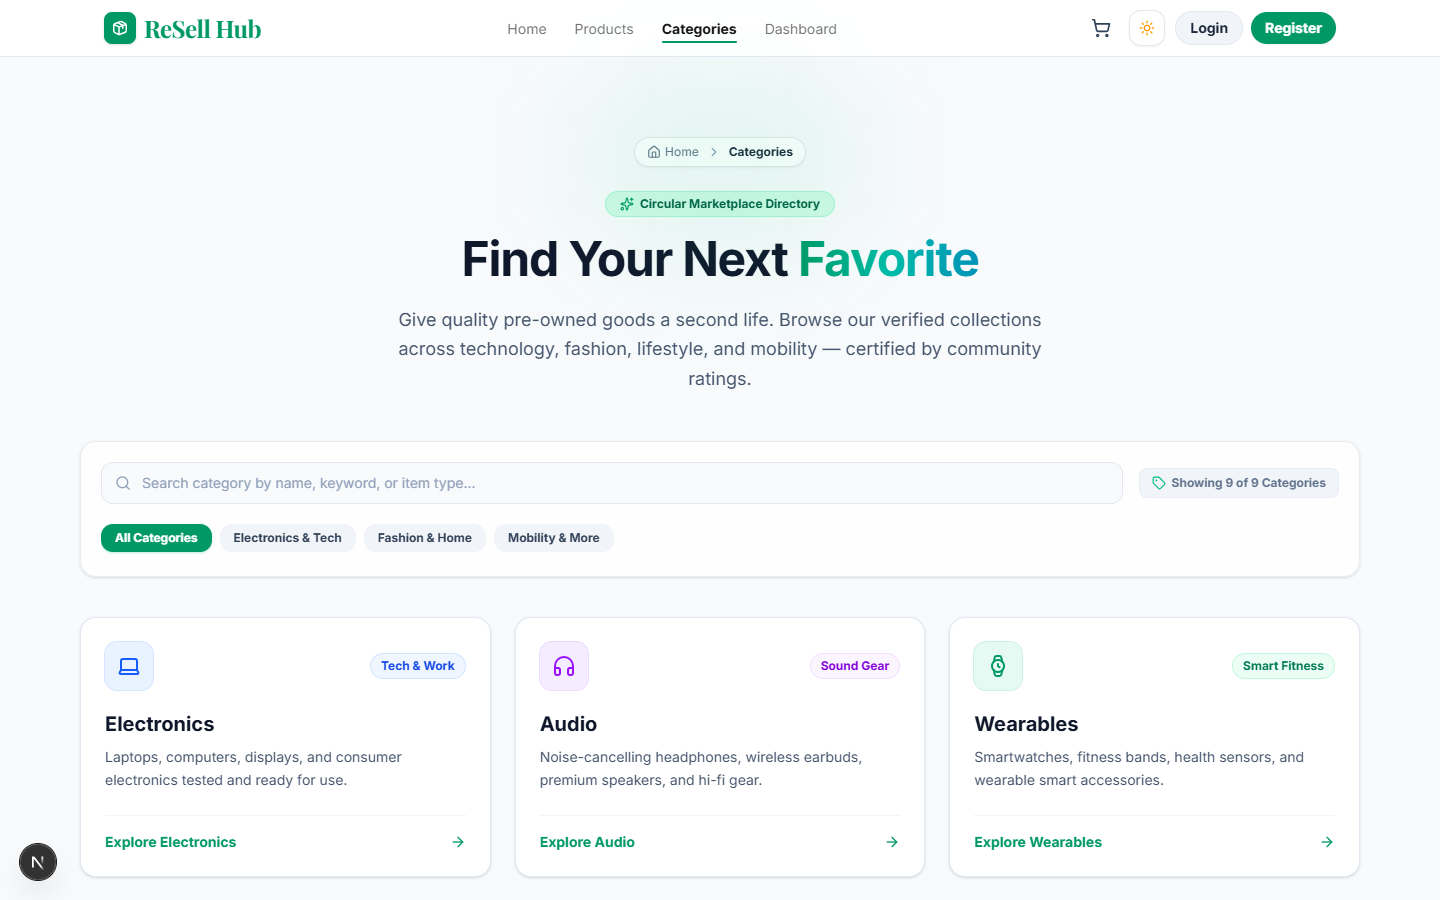 ReSell Hub
Home Products Categories Dashboard
Login Register
Home > Categories
Circular Marketplace Directory
Find Your Next Favorite
Give quality pre-owned goods a second life. Browse our verified collections
across technology, fashion, lifestyle, and mobility — certified by community
ratings.
Search category by name, keyword, or item type...
Showing 9 of 9 Categories
All Categories Electronics & Tech Fashion & Home Mobility & More
Tech & Work
Electronics
Laptops, computers, displays, and consumer
electronics tested and ready for use.
Explore Electronics
Sound Gear
Audio
Noise-cancelling headphones, wireless earbuds,
premium speakers, and hi-fi gear.
Explore Audio
Smart Fitness
Wearables
Smartwatches, fitness bands, health sensors, and
wearable smart accessories.
Explore Wearables
N